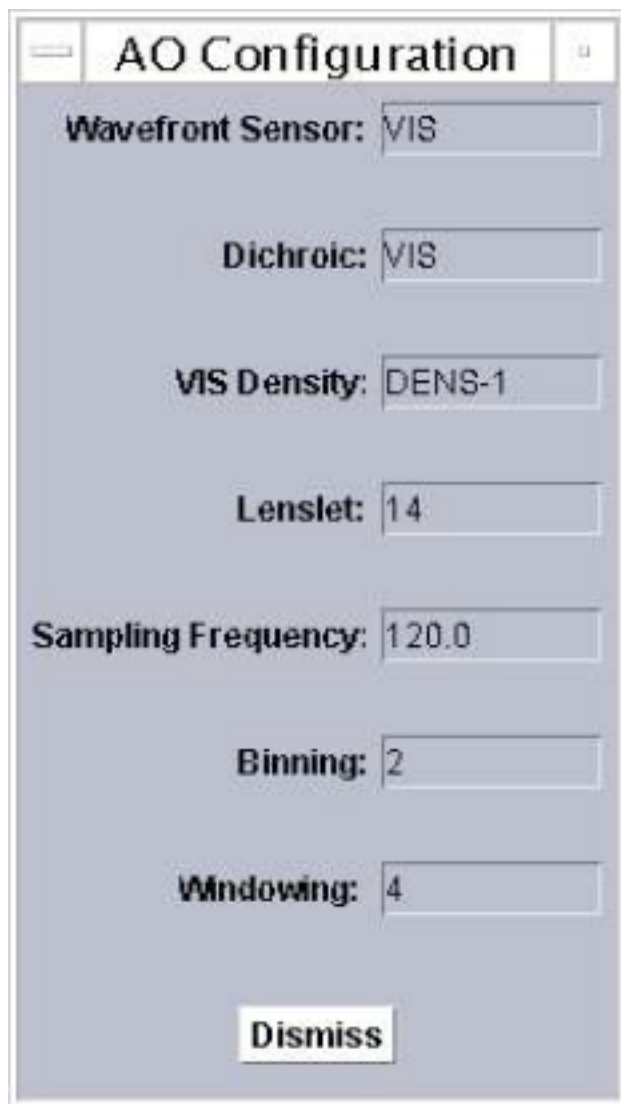 AO Configuration
Wavefront Sensor: VIS
Dichroic: VIS
VIS Density: DENS-1
Lenslet: 14
Sampling Frequency: 120.0
Binning: 2
Windowing: 4
Dismiss